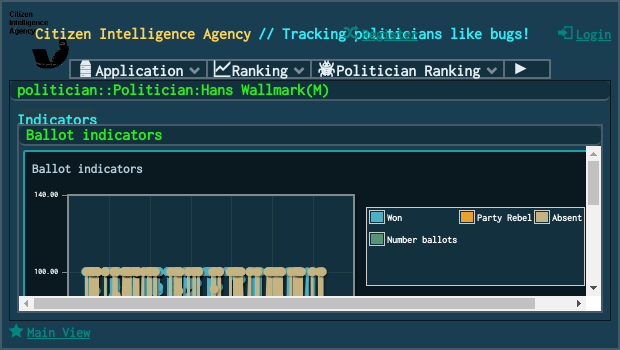 Citizen
Intelligence
Agency
Citizen Intelligence Agency // Tracking politicians like bugs!
Register
Login
Application
Ranking
Politician Ranking
politician::Politician:Hans Wallmark(M)
Indicators
Ballot indicators
Ballot indicators
140.00
100.00
Won
Party Rebel
Absent
Number ballots
Main View